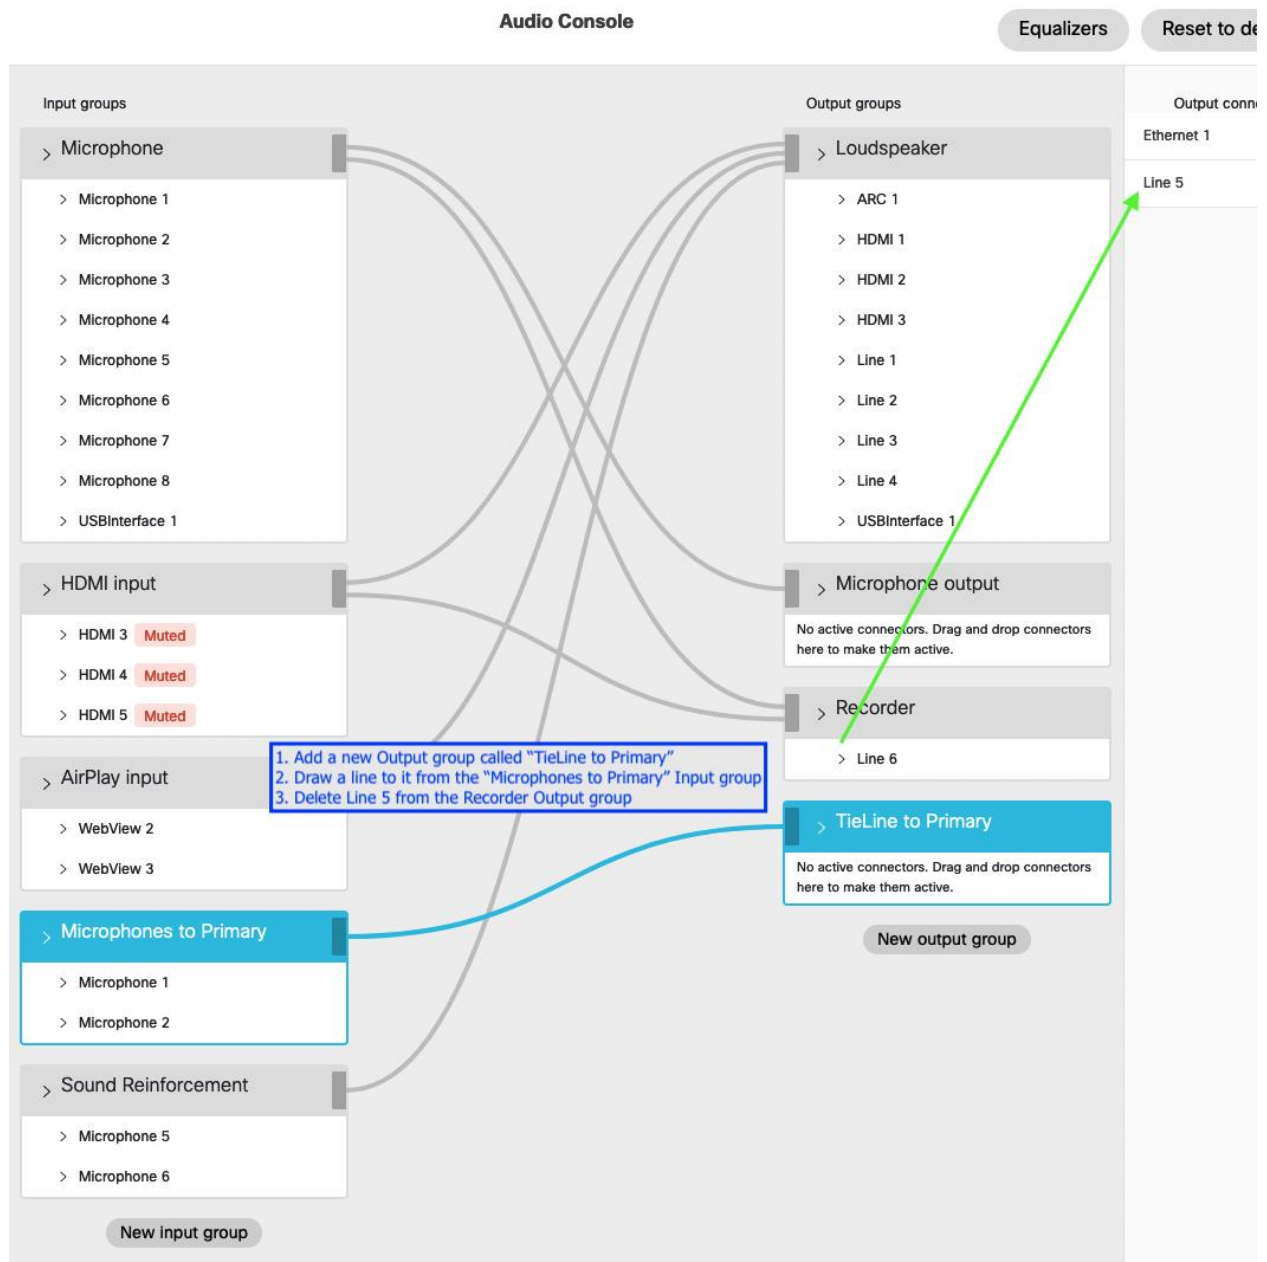 Audio Console
Equalizers
Reset to de
Input groups
Microphone
Microphone 1
Microphone 2
Microphone 3
Microphone 4
Microphone 5
Microphone 6
Microphone 7
Microphone 8
USBInterface 1
HDMI input
HDMI 3 Muted
HDMI 4 Muted
HDMI 5 Muted
AirPlay input
WebView 2
WebView 3
Microphones to Primary
Microphone 1
Microphone 2
Sound Reinforcement
Microphone 5
Microphone 6
New input group
1. Add a new Output group called “TieLine to Primary”
2. Draw a line to it from the “Microphones to Primary” Input group
3. Delete Line 5 from the Recorder Output group
Output groups
Loudspeaker
ARC 1
HDMI 1
HDMI 2
HDMI 3
Line 1
Line 2
Line 3
Line 4
USBInterface 1
Microphone output
No active connectors. Drag and drop connectors
here to make them active.
Recorder
Line 6
TieLine to Primary
No active connectors. Drag and drop connectors
here to make them active.
New output group
Output conn
Ethernet 1
Line 5